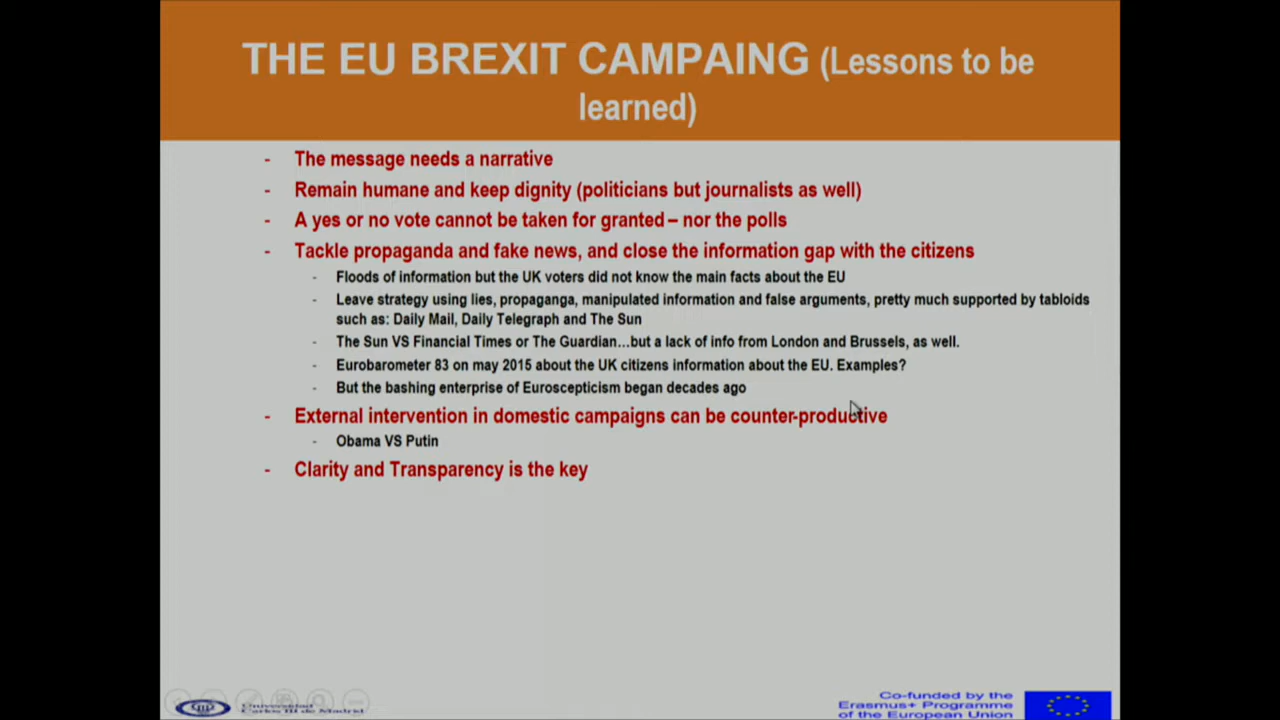 THE EU BREXIT CAMPAING (Lessons to be
learned)
- The message needs a narrative
- Remain humane and keep dignity (politicians but journalists as well)
- A yes or no vote cannot be taken for granted – nor the polls
- Tackle propaganda and fake news, and close the information gap with the citizens
- Floods of information but the UK voters did not know the main facts about the EU
- Leave strategy using lies, propaganga, manipulated information and false arguments, pretty much supported by tabloids
such as: Daily Mail, Daily Telegraph and The Sun
- The Sun VS Financial Times or The Guardian…but a lack of info from London and Brussels, as well.
- Eurobarometer 83 on may 2015 about the UK citizens information about the EU. Examples?
- But the bashing enterprise of Euroscepticism began decades ago
- External intervention in domestic campaigns can be counter-productive
- Obama VS Putin
- Clarity and Transparency is the key
Universidad
Carlos III de Madrid
Co-funded by the
Erasmus+ Programme
of the European Union